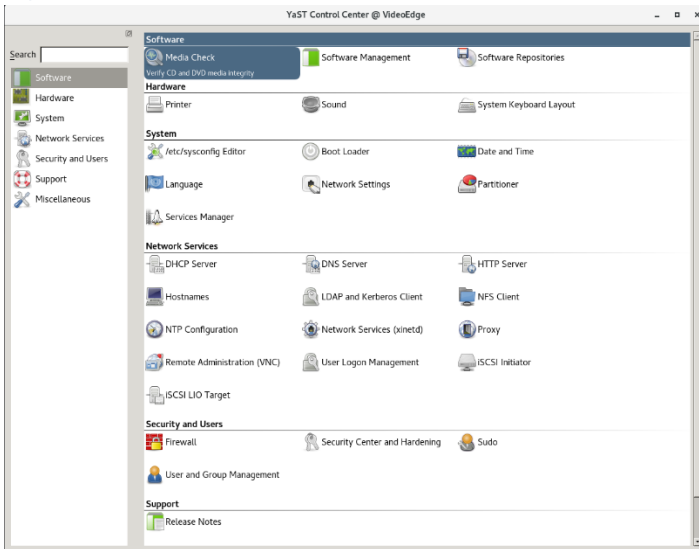 YaST Control Center @ VideoEdge
Search
Software
Hardware
System
Network Services
Security and Users
Support
Miscellaneous
Software
Media Check
Verify CD and DVD media integrity
Software Management
Software Repositories
Hardware
Printer
Sound
System Keyboard Layout
System
/etc/sysconfig Editor
Boot Loader
Date and Time
Language
Network Settings
Partitioner
Services Manager
Network Services
DHCP Server
DNS Server
HTTP Server
Hostnames
LDAP and Kerberos Client
NFS Client
NTP Configuration
Network Services (xinetd)
Proxy
Remote Administration (VNC)
User Logon Management
iSCSI Initiator
iSCSI LIO Target
Security and Users
Firewall
Security Center and Hardening
Sudo
User and Group Management
Support
Release Notes